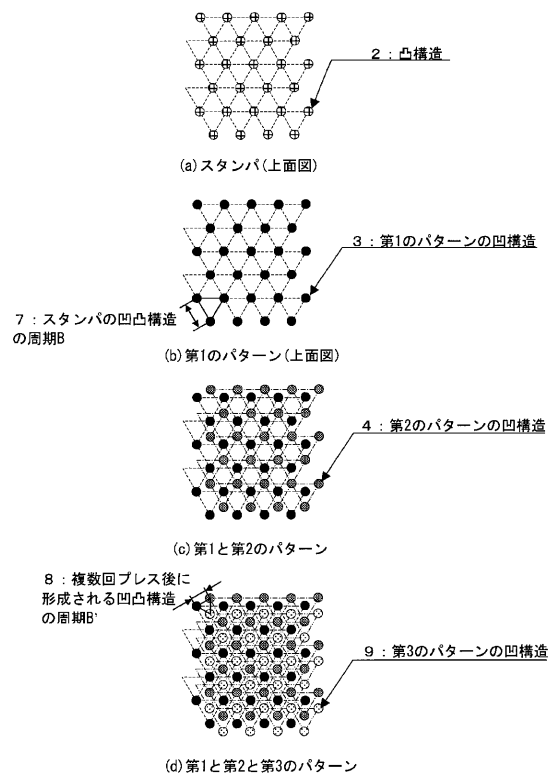 2：凸構造
(a)スタンパ(上面図)
3：第1のパターンの凹構造
7：スタンパの凹凸構造
の周期B
(b)第1のパターン(上面図)
4：第2のパターンの凹構造
(c)第1と第2のパターン
8：複数回プレス後に
形成される凹凸構造
の周期B'
9：第3のパターンの凹構造
(d)第1と第2と第3のパターン